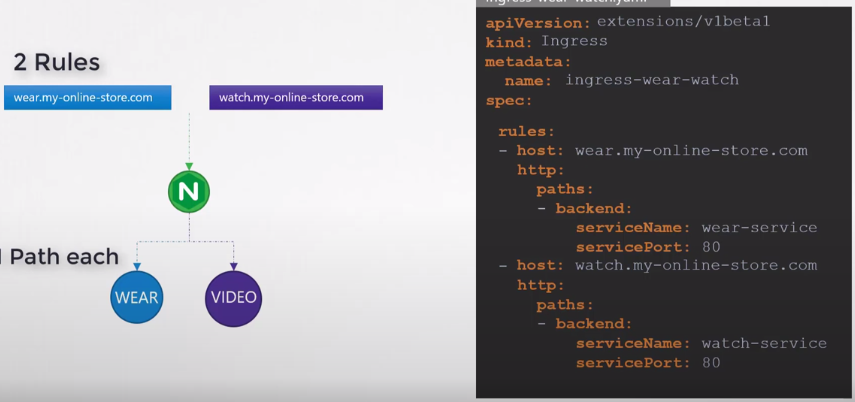 2 Rules
wear.my-online-store.com
watch.my-online-store.com
N
Path each
WEAR
VIDEO
ingress-wear-watch.yaml
apiVersion: extensions/v1beta1
kind: Ingress
metadata:
name: ingress-wear-watch
spec:
rules:
- host: wear.my-online-store.com
http:
paths:
- backend:
serviceName: wear-service
servicePort: 80
- host: watch.my-online-store.com
http:
paths:
- backend:
serviceName: watch-service
servicePort: 80